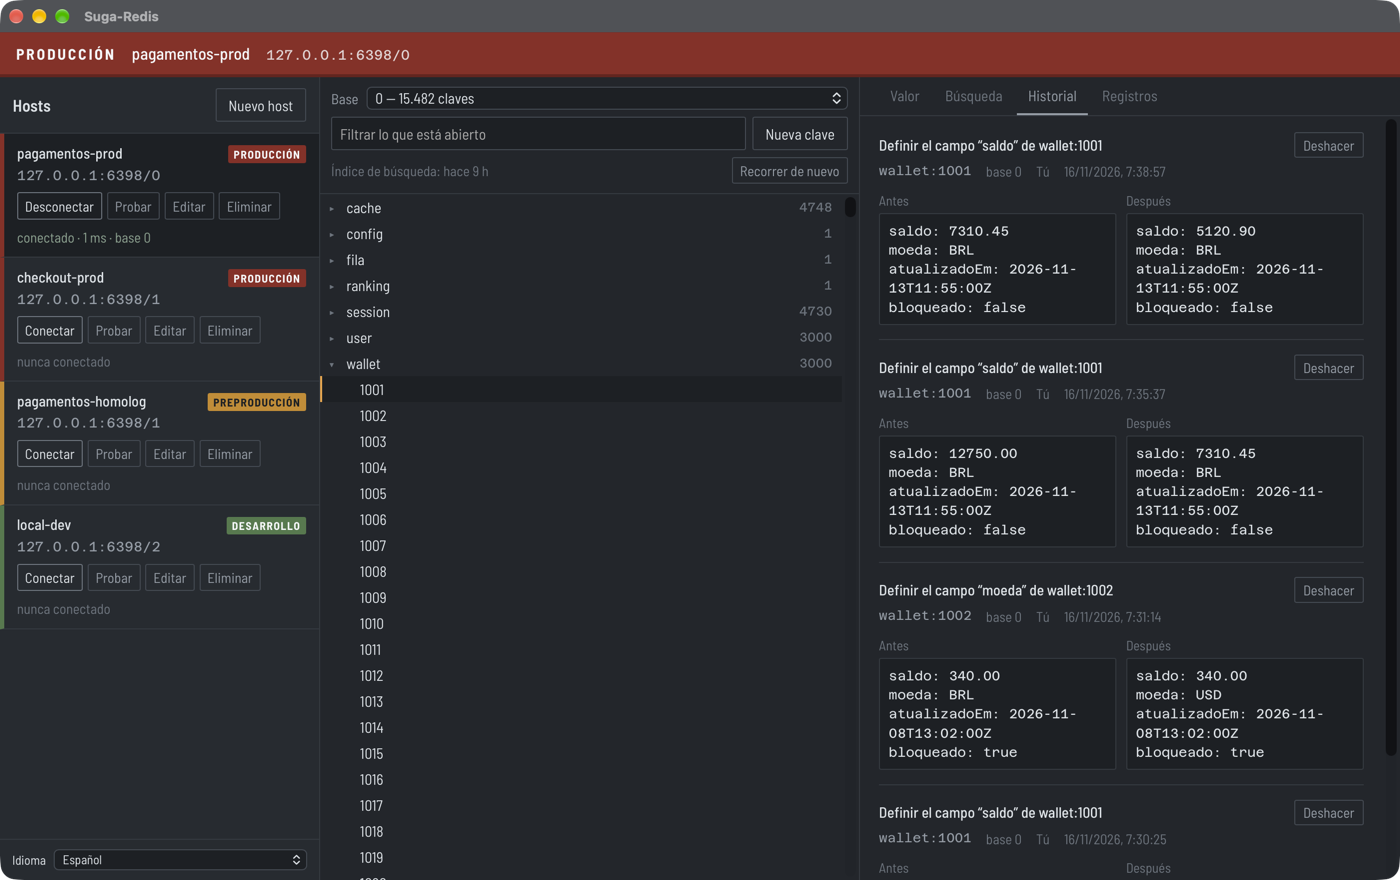 Suga-Redis
PRODUCCIÓN pagamentos-prod 127.0.0.1:6398/0
Hosts
Nuevo host
pagamentos-prod PRODUCCIÓN
127.0.0.1:6398/0
Desconectar Probar Editar Eliminar
conectado · 1 ms · base 0
checkout-prod PRODUCCIÓN
127.0.0.1:6398/1
Conectar Probar Editar Eliminar
nunca conectado
pagamentos-homolog PREPRODUCCIÓN
127.0.0.1:6398/1
Conectar Probar Editar Eliminar
nunca conectado
local-dev DESARROLLO
127.0.0.1:6398/2
Conectar Probar Editar Eliminar
nunca conectado
Idioma Español
Base 0 — 15.482 claves
Filtrar lo que está abierto Nueva clave
Índice de búsqueda: hace 9 h Recorrer de nuevo
cache 4748
config 1
fila 1
ranking 1
session 4730
user 3000
wallet 3000
1001
1002
1003
1004
1005
1006
1007
1008
1009
1010
1011
1012
1013
1014
1015
1016
1017
1018
1019
Valor Búsqueda Historial Registros
Definir el campo “saldo” de wallet:1001 Deshacer
wallet:1001 base 0 Tú 16/11/2026, 7:38:57
Antes
saldo: 7310.45
moeda: BRL
atualizadoEm: 2026-11-
13T11:55:00Z
bloqueado: false
Después
saldo: 5120.90
moeda: BRL
atualizadoEm: 2026-11-
13T11:55:00Z
bloqueado: false
Definir el campo “saldo” de wallet:1001 Deshacer
wallet:1001 base 0 Tú 16/11/2026, 7:35:37
Antes
saldo: 12750.00
moeda: BRL
atualizadoEm: 2026-11-
13T11:55:00Z
bloqueado: false
Después
saldo: 7310.45
moeda: BRL
atualizadoEm: 2026-11-
13T11:55:00Z
bloqueado: false
Definir el campo “moeda” de wallet:1002 Deshacer
wallet:1002 base 0 Tú 16/11/2026, 7:31:14
Antes
saldo: 340.00
moeda: BRL
atualizadoEm: 2026-11-
08T13:02:00Z
bloqueado: true
Después
saldo: 340.00
moeda: USD
atualizadoEm: 2026-11-
08T13:02:00Z
bloqueado: true
Definir el campo “saldo” de wallet:1001 Deshacer
wallet:1001 base 0 Tú 16/11/2026, 7:30:25
Antes Después